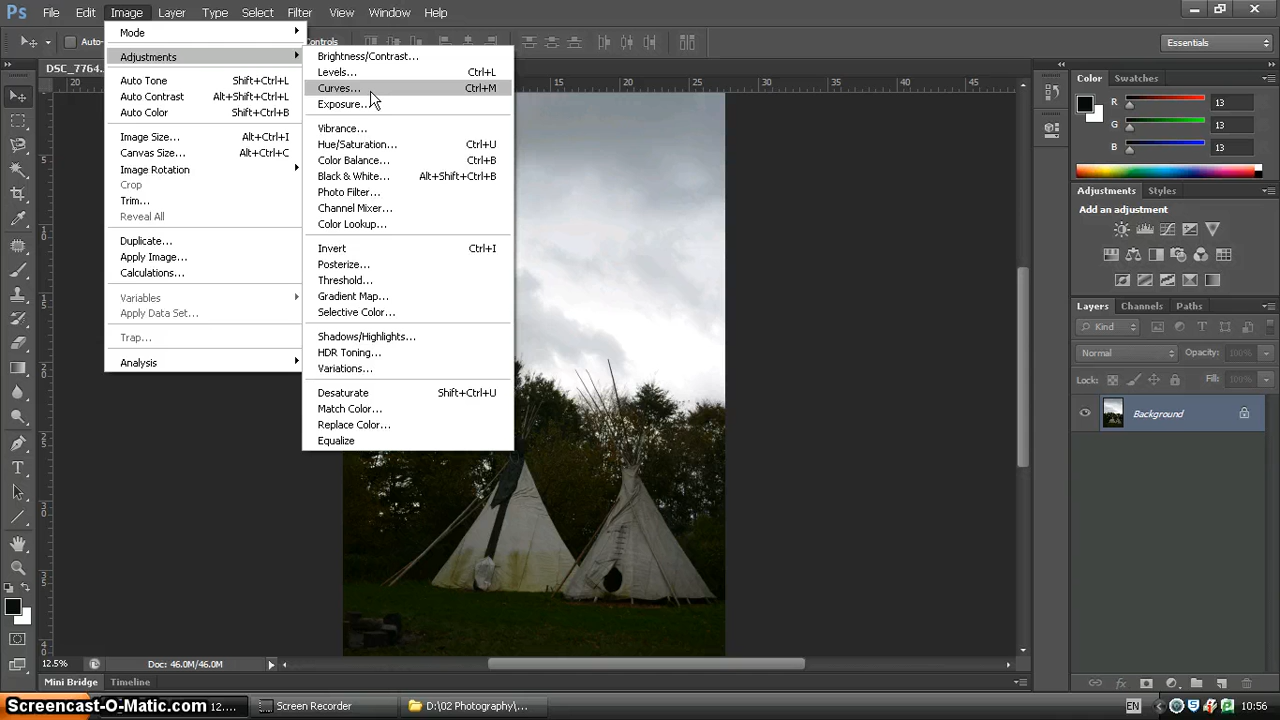 Ps File Edit Image Layer Type Select Filter View Window Help
Auto-
Controls
Essentials
DSC_7764.
Mode
Adjustments
Auto Tone Shift+Ctrl+L
Auto Contrast Alt+Shift+Ctrl+L
Auto Color Shift+Ctrl+B
Image Size... Alt+Ctrl+I
Canvas Size... Alt+Ctrl+C
Image Rotation
Crop
Trim...
Reveal All
Duplicate...
Apply Image...
Calculations...
Variables
Apply Data Set...
Trap...
Analysis
Brightness/Contrast...
Levels... Ctrl+L
Curves... Ctrl+M
Exposure...
Vibrance...
Hue/Saturation... Ctrl+U
Color Balance... Ctrl+B
Black & White... Alt+Shift+Ctrl+B
Photo Filter...
Channel Mixer...
Color Lookup...
Invert Ctrl+I
Posterize...
Threshold...
Gradient Map...
Selective Color...
Shadows/Highlights...
HDR Toning...
Variations...
Desaturate Shift+Ctrl+U
Match Color...
Replace Color...
Equalize
20 15 20 25 30 35 40 45
10
15
20
25
30
35
40
Color Swatches
R 13
G 13
B 13
Adjustments Styles
Add an adjustment
Layers Channels Paths
Kind
Normal Opacity: 100%
Lock: Fill: 100%
Background
12.5% Doc: 46.0M/46.0M
Mini Bridge Timeline
Screencast-O-Matic.com 12.... Screen Recorder D:\02 Photography\... EN 10:56